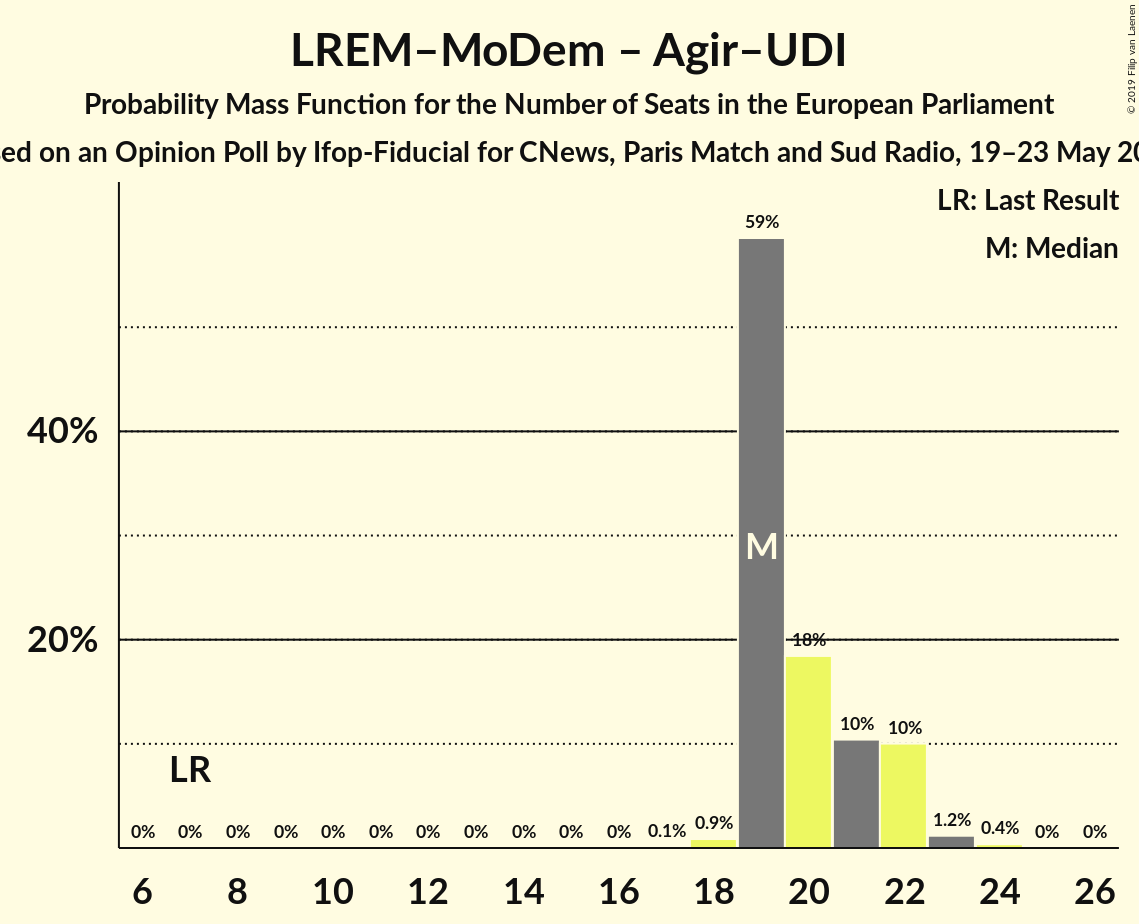 LREM–MoDem – Agir–UDI
Probability Mass Function for the Number of Seats in the European Parliament
sed on an Opinion Poll by Ifop-Fiducial for CNews, Paris Match and Sud Radio, 19–23 May 20
© 2019 Filip van Laenen
LR: Last Result
M: Median
59%
40%
M
20%
18%
10%
10%
LR
0% 0% 0% 0% 0% 0% 0% 0% 0% 0% 0% 0.1% 0.9% 1.2% 0.4% 0% 0%
6 8 10 12 14 16 18 20 22 24 26